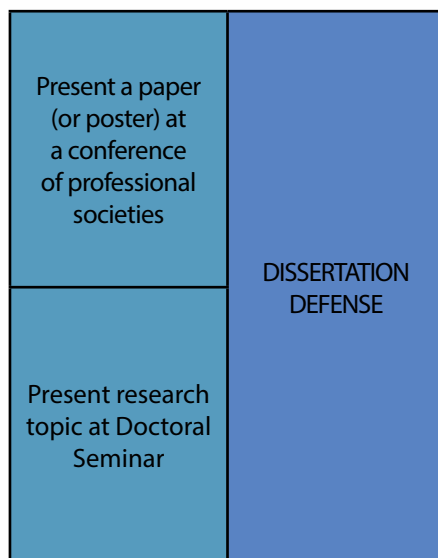 Present a paper
(or poster) at
a conference
of professional
societies
Present research
topic at Doctoral
Seminar
DISSERTATION
DEFENSE